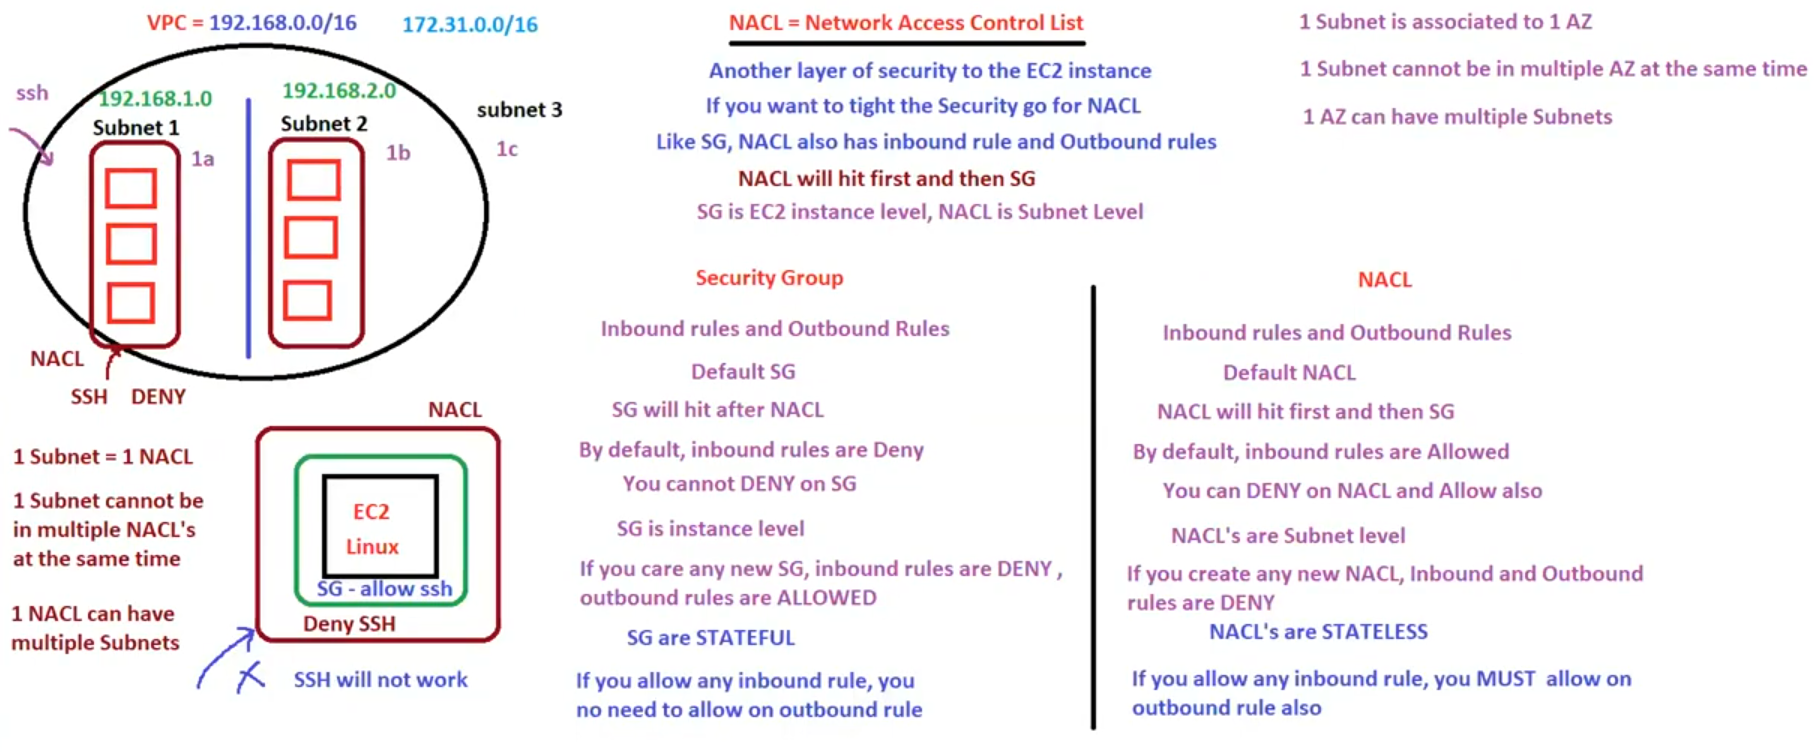 VPC = 192.168.0.0/16
172.31.0.0/16
ssh
192.168.1.0
192.168.2.0
Subnet 1
Subnet 2
subnet 3
1a
1b
1c
NACL
SSH DENY
1 Subnet = 1 NACL
1 Subnet cannot be
in multiple NACL's
at the same time
1 NACL can have
multiple Subnets
NACL
EC2
Linux
SG - allow ssh
Deny SSH
SSH will not work
NACL = Network Access Control List
Another layer of security to the EC2 instance
If you want to tight the Security go for NACL
Like SG, NACL also has inbound rule and Outbound rules
NACL will hit first and then SG
SG is EC2 instance level, NACL is Subnet Level
1 Subnet is associated to 1 AZ
1 Subnet cannot be in multiple AZ at the same time
1 AZ can have multiple Subnets
Security Group
Inbound rules and Outbound Rules
Default SG
SG will hit after NACL
By default, inbound rules are Deny
You cannot DENY on SG
SG is instance level
If you care any new SG, inbound rules are DENY ,
outbound rules are ALLOWED
SG are STATEFUL
If you allow any inbound rule, you
no need to allow on outbound rule
NACL
Inbound rules and Outbound Rules
Default NACL
NACL will hit first and then SG
By default, inbound rules are Allowed
You can DENY on NACL and Allow also
NACL's are Subnet level
If you create any new NACL, Inbound and Outbound
rules are DENY
NACL's are STATELESS
If you allow any inbound rule, you MUST allow on
outbound rule also